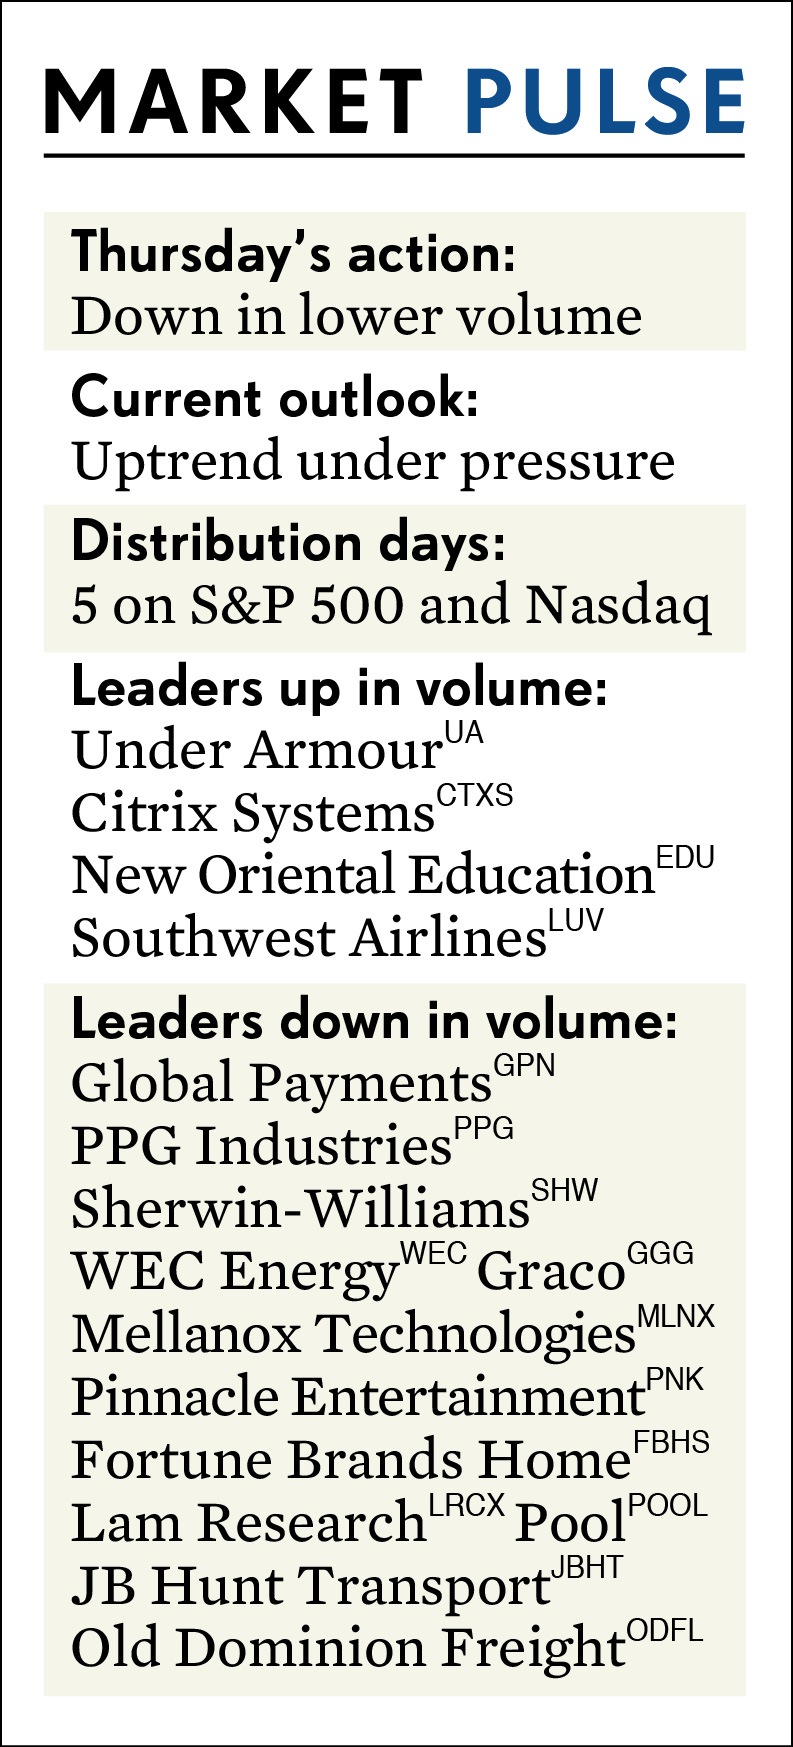 MARKET PULSE
Thursday’s action:
Down in lower volume
Current outlook:
Uptrend under pressure
Distribution days:
5 on S&P 500 and Nasdaq
Leaders up in volume:
Under Armour UA
Citrix Systems CTXS
New Oriental Education EDU
Southwest Airlines LUV
Leaders down in volume:
Global Payments GPN
PPG Industries PPG
Sherwin-Williams SHW
WEC Energy WEC Graco GGG
Mellanox Technologies MLNX
Pinnacle Entertainment PNK
Fortune Brands Home FBHS
Lam Research LRCX Pool POOL
JB Hunt Transport JBHT
Old Dominion Freight ODFL